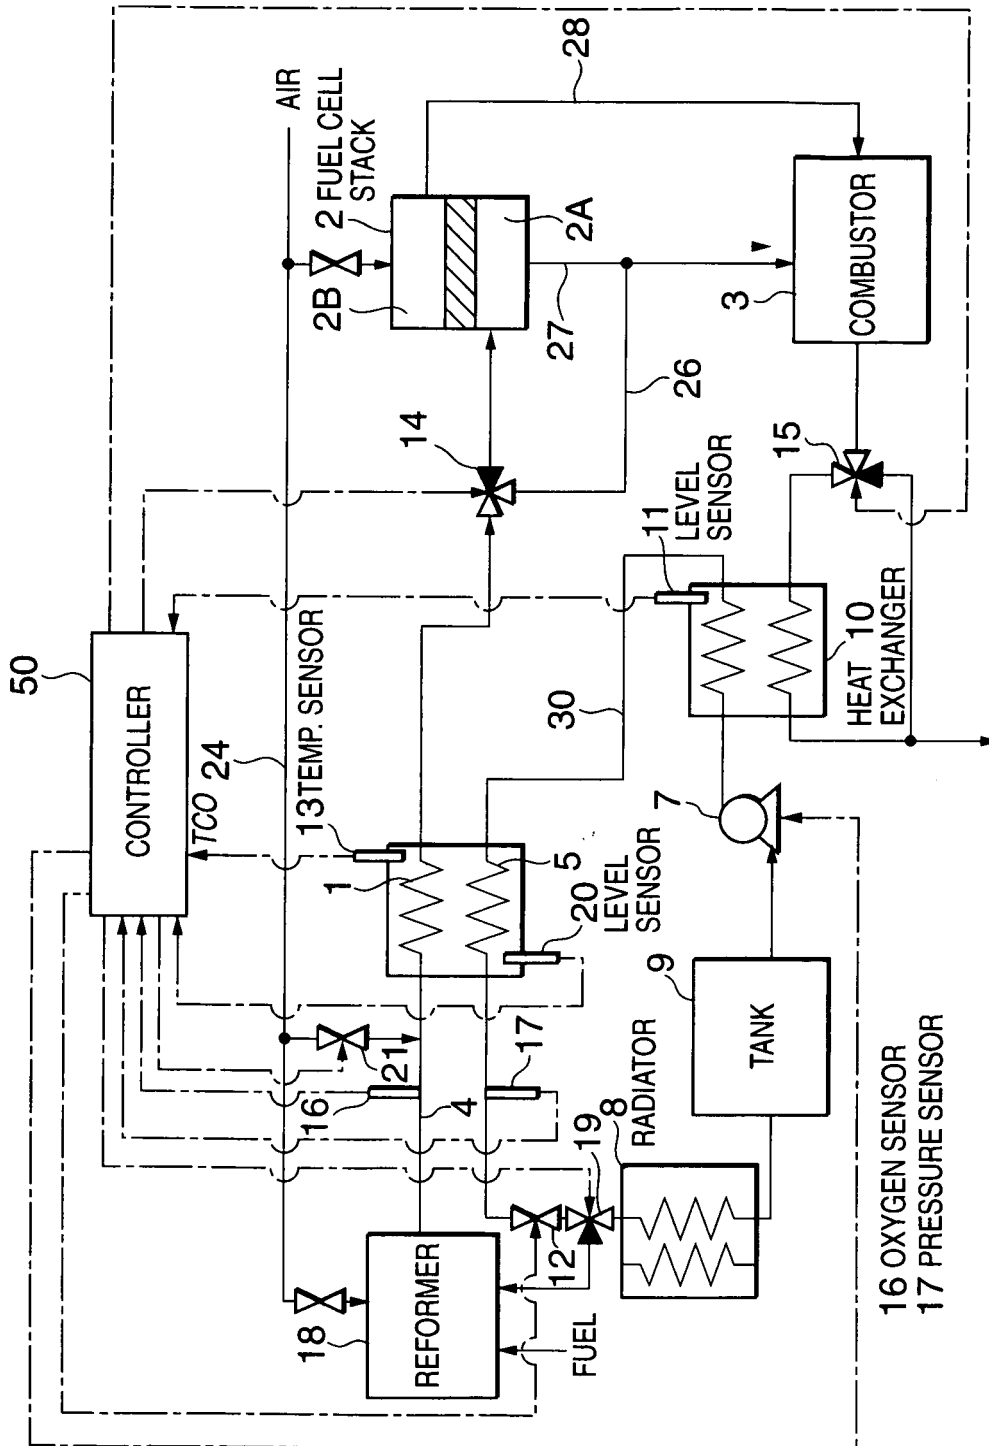 50
CONTROLLER
TCO
24
AIR
13 TEMP. SENSOR
2 FUEL CELL
STACK
2B
2A
28
14
27
26
1
5
20
LEVEL
SENSOR
30
11
LEVEL
SENSOR
15
3
COMBUSTOR
10
HEAT
EXCHANGER
7
9
TANK
21
16
4
17
18
REFORMER
FUEL
12
19
8
RADIATOR
16 OXYGEN SENSOR
17 PRESSURE SENSOR